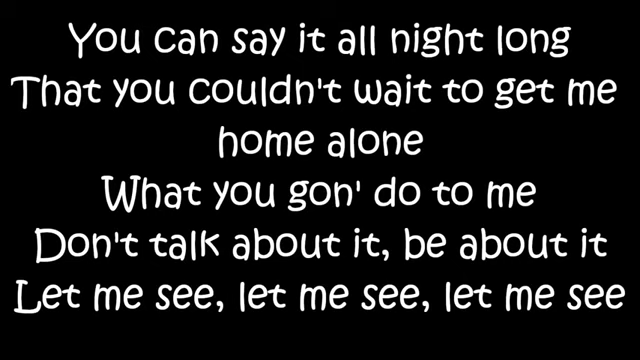 You can say it all night long
That you couldn't wait to get me
home alone
What you gon' do to me
Don't talk about it, be about it
Let me see, let me see, let me see